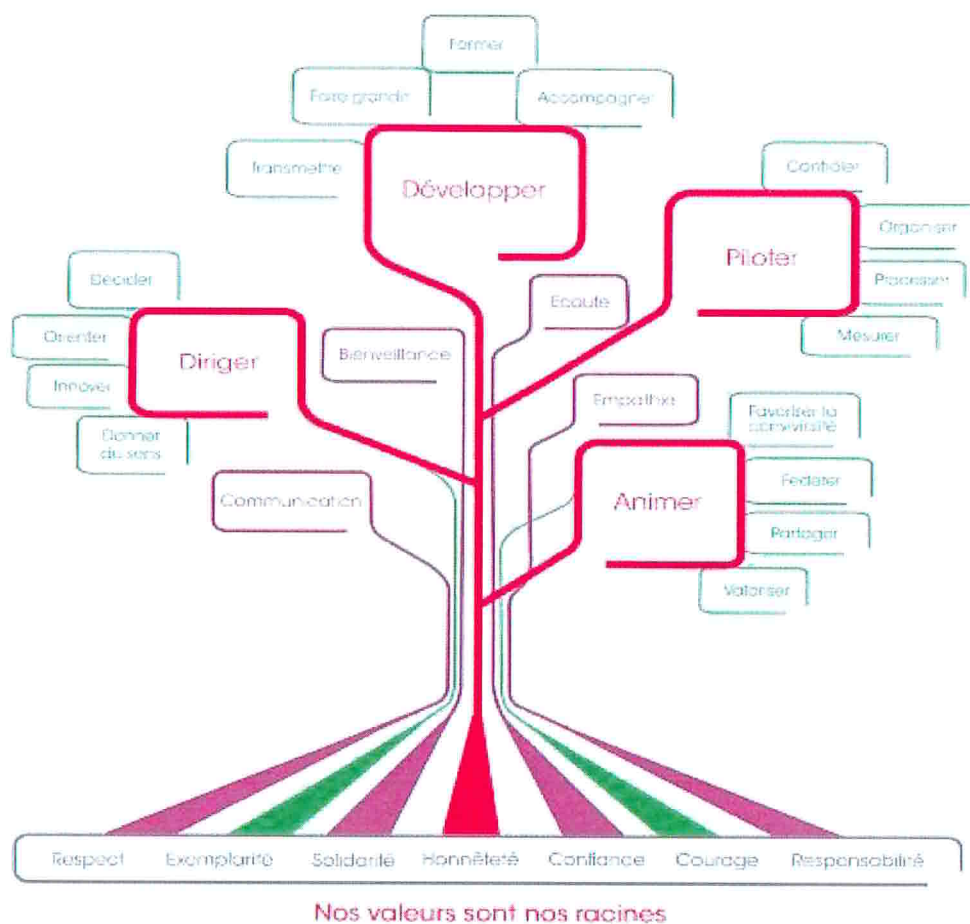 Former
Faire grandir
Accompagner
Transmettre
Développer
Contrôler
Organiser
Piloter
Processer
Mesurer
Ecoute
Décider
Orienter
Diriger
Innover
Donner
du sens
Bienveillance
Empathie
Favoriser la
convivialité
Communication
Animer
Fédérer
Partager
Valoriser
Respect Exemplarité Solidarité Honnêteté Confiance Courage Responsabilité
Nos valeurs sont nos racines